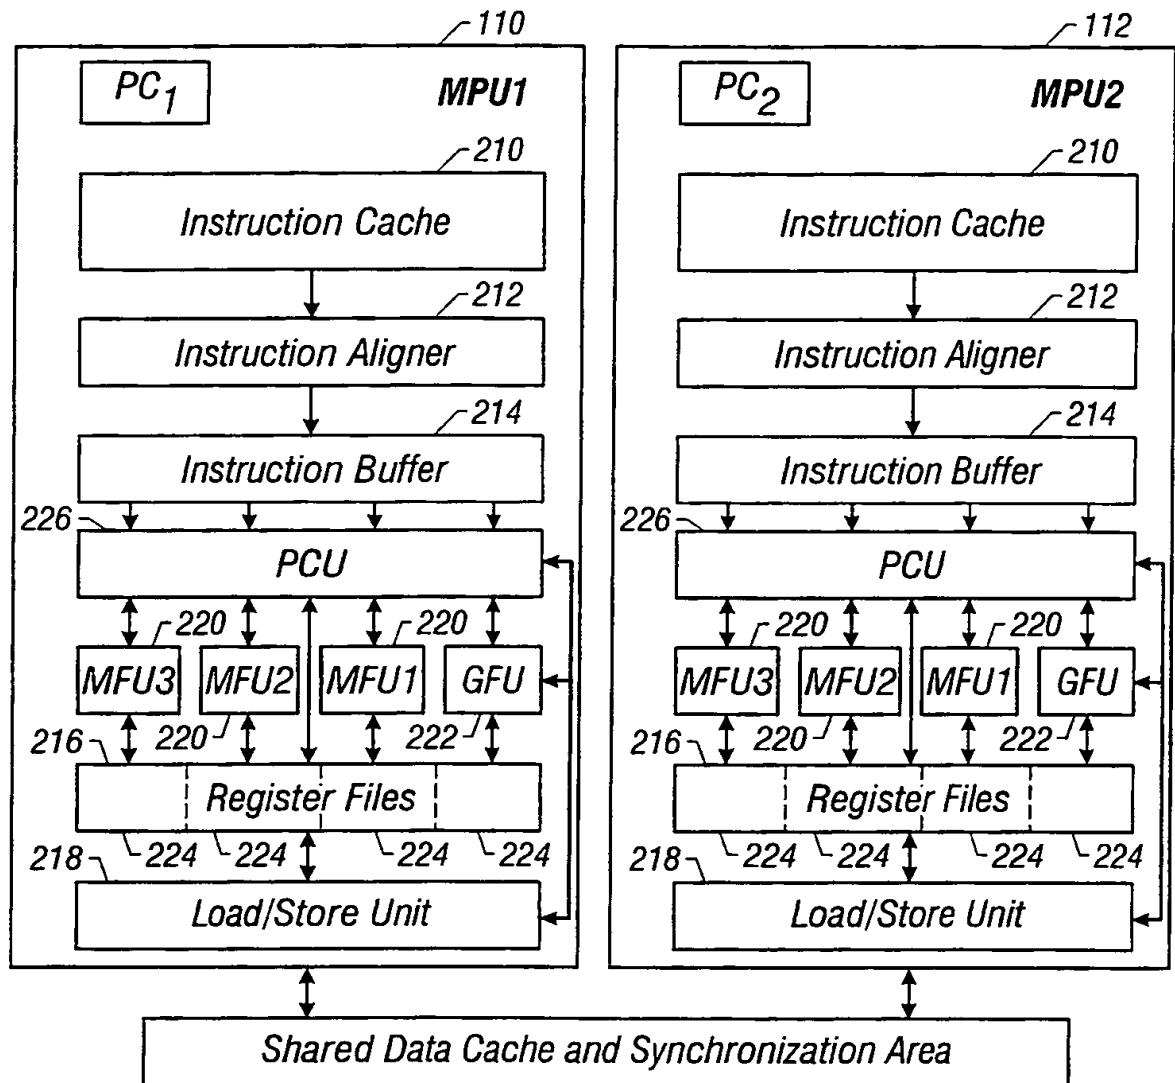 110
112
PC1
MPU1
PC2
MPU2
210
210
Instruction Cache
Instruction Cache
212
212
Instruction Aligner
Instruction Aligner
214
214
Instruction Buffer
Instruction Buffer
226
226
PCU
PCU
220
220
220
220
MFU3
MFU2
MFU1
GFU
MFU3
MFU2
MFU1
GFU
216
220
222
216
220
222
Register Files
Register Files
218
224
224
224
224
218
224
224
224
224
Load/Store Unit
Load/Store Unit
Shared Data Cache and Synchronization Area